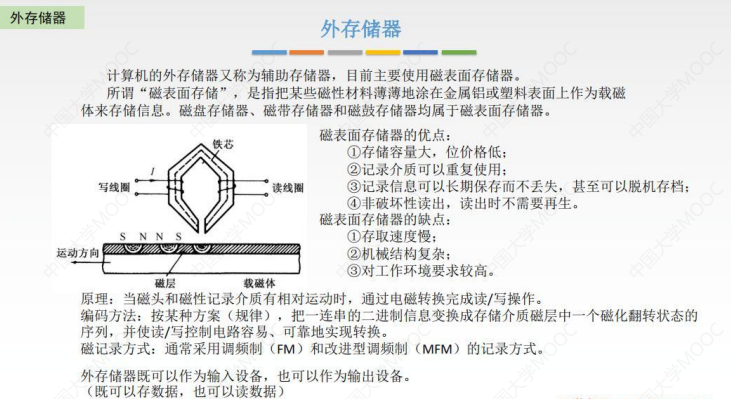 外存储器
外存储器
计算机的外存储器又称为辅助存储器，目前主要使用磁表面存储器。
所谓“磁表面存储”，是指把某些磁性材料薄薄地涂在金属铝或塑料表面上作为载磁
体来存储信息。磁盘存储器、磁带存储器和磁鼓存储器均属于磁表面存储器。
铁芯
I
写线圈
读线圈
S N N S
运动方向
磁层
载磁体
磁表面存储器的优点：
①存储容量大，位价格低；
②记录介质可以重复使用；
③记录信息可以长期保存而不丢失，甚至可以脱机存档；
④非破坏性读出，读出时不需要再生。
磁表面存储器的缺点：
①存取速度慢；
②机械结构复杂；
③对工作环境要求较高。
原理：当磁头和磁性记录介质有相对运动时，通过电磁转换完成读/写操作。
编码方法：按某种方案（规律），把一连串的二进制信息变换成存储介质磁层中一个磁化翻转状态的
序列，并使读/写控制电路容易、可靠地实现转换。
磁记录方式：通常采用调频制（FM）和改进型调频制（MFM）的记录方式。
外存储器既可以作为输入设备，也可以作为输出设备。
（既可以存数据，也可以读数据）
中国大学MOOC